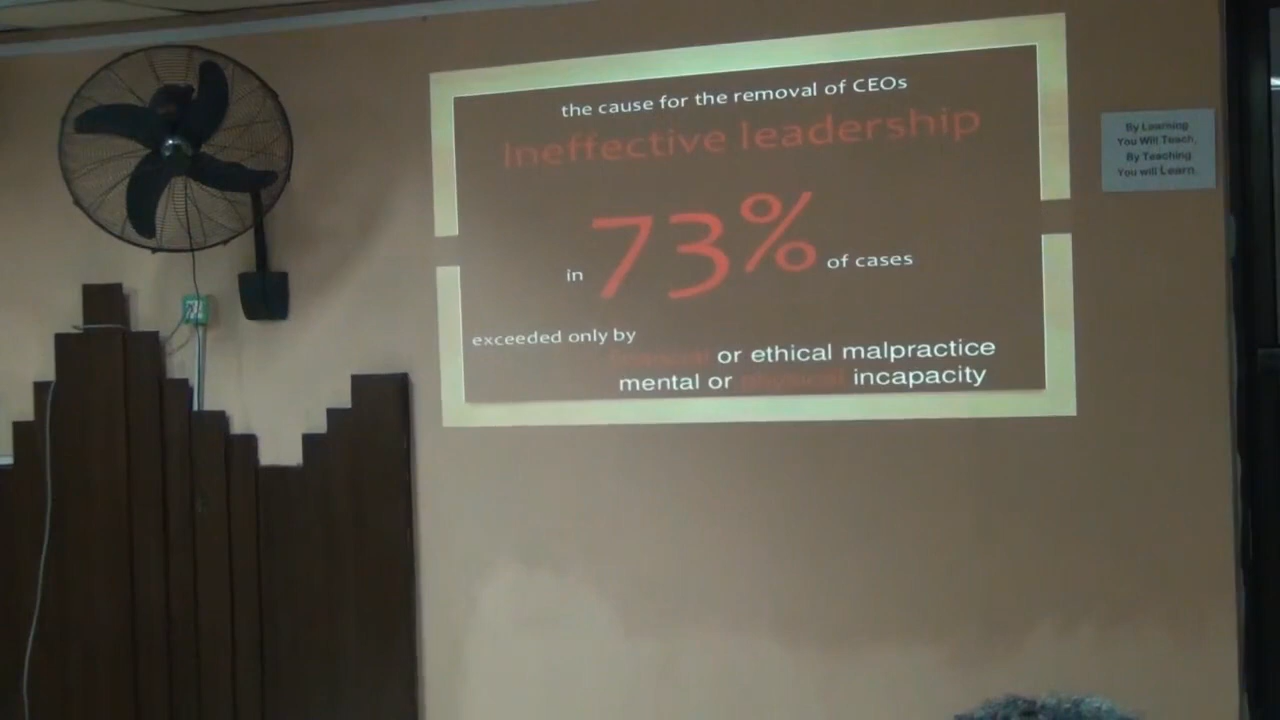 the cause for the removal of CEOs
Ineffective leadership
in 73% of cases
exceeded only by
or ethical malpractice
mental or physical incapacity
By Learning
You Will Teach,
By Teaching
You will Learn.